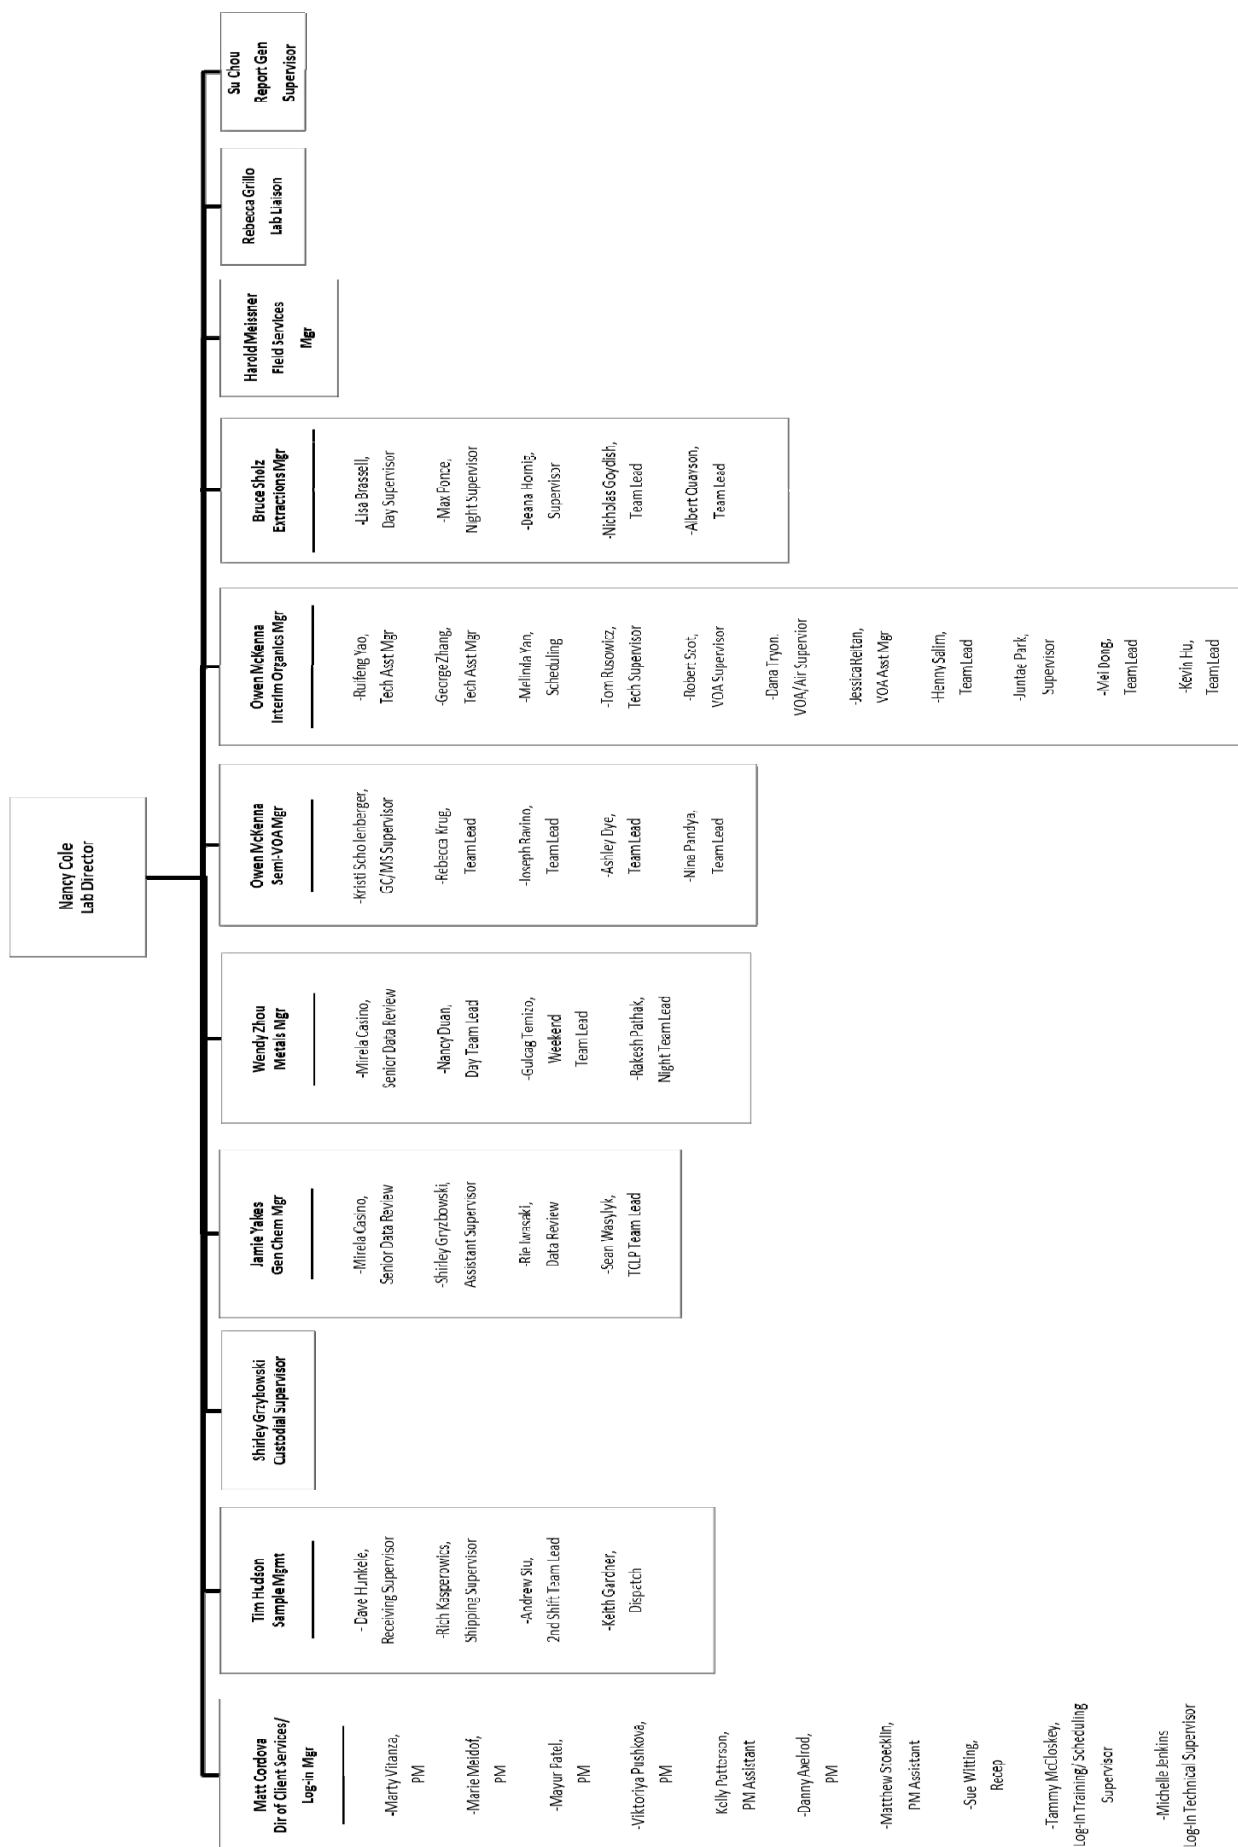 Nancy Cole
Lab Director
Matt Cordova
Dir of Client Services/
Log-in Mgr
-Marty Vitanza,
PM
-Marie Meidof,
PM
-Mayur Patel,
PM
-Viktoriya Pushkova,
PM
Kelly Patterson,
PM Assistant
-Danny Axelrod,
PM
-Matthew Stoecklin,
PM Assistant
-Sue Witting,
Recep
-Tammy McCloskey,
Log-In Training/ Scheduling
Supervisor
-Michelle Jenkins
Log-In Technical Supervisor
Tim Hudson
Sample Mgmt
- Dave Hunkele,
Receiving Supervisor
-Rich Kasperowics,
Shipping Supervisor
-Andrew Siu,
2nd Shift Team Lead
-Keith Gardner,
Dispatch
Shirley Grzybowski
Custodial Supervisor
Jamie Yakes
Gen Chem Mgr
-Mirela Casino,
Senior Data Review
-Shirley Gryzbowski,
Assistant Supervisor
-Rie Iwasaki,
Data Review
-Sean Wasylyk,
TCLP Team Lead
Wendy Zhou
Metals Mgr
-Mirela Casino,
Senior Data Review
-Nancy Duan,
Day Team Lead
-Gulcag Temizo,
Weekend
Team Lead
-Rakesh Pathak,
Night Team Lead
Owen McKenna
Semi-VOA Mgr
-Kristi Schollenberger,
GC/MS Supervisor
-Rebecca Krug,
Team Lead
-Joseph Ravino,
Team Lead
-Ashley Dye,
Team Lead
-Nina Pandya,
Team Lead
Owen McKenna
Interim Organics Mgr
-Ruifeng Yao,
Tech Asst Mgr
-George Zhang,
Tech Asst Mgr
-Melinda Yan,
Scheduling
-Tom Rusowicz,
Tech Supervisor
-Robert Scot,
VOA Supervisor
-Dana Tryon.
VOA/Air Supervior
-Jessica Reitan,
VOA Asst Mgr
-Henny Salim,
Team Lead
-Juntae Park,
Supervisor
-Mei Dong,
Team Lead
-Kevin Hu,
Team Lead
Bruce Sholz
Extractions Mgr
-Lisa Brassell,
Day Supervisor
-Max Ponce,
Night Supervisor
-Deana Hornig,
Supervisor
-Nicholas Goydish,
Team Lead
-Albert Quayson,
Team Lead
Harold Meissner
Field Services
Mgr
Rebecca Grillo
Lab Liaison
Su Chou
Report Gen
Supervisor